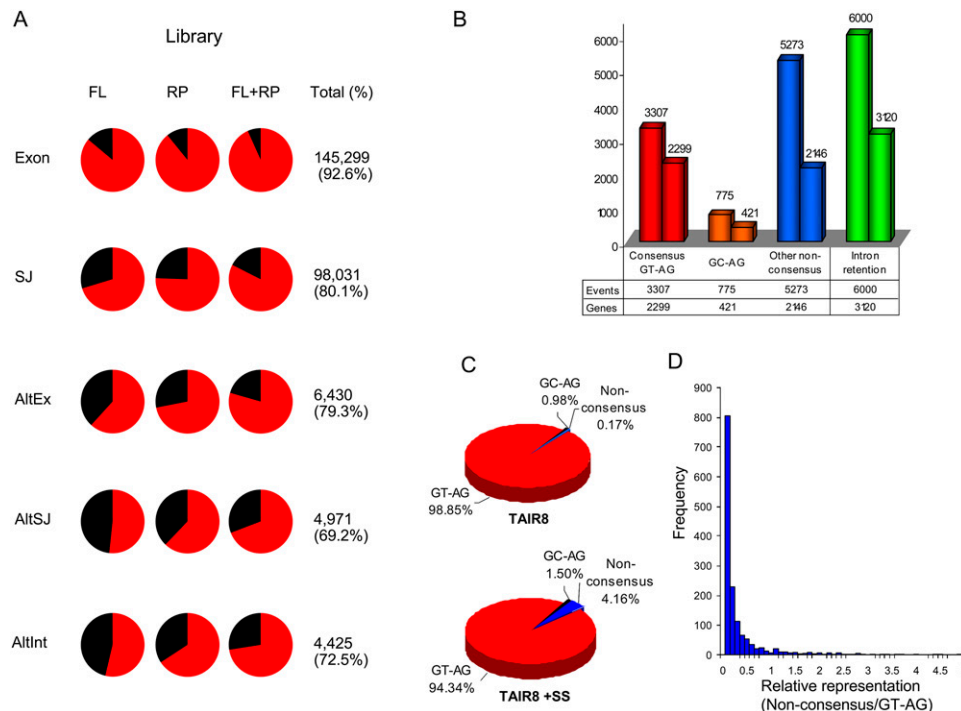 A
Library
FL RP FL+RP Total (%)
Exon 145,299
(92.6%)
SJ 98,031
(80.1%)
AltEx 6,430
(79.3%)
AltSJ 4,971
(69.2%)
AltInt 4,425
(72.5%)
B
6000
5000
4000
3000
2000
1000
0
3307
2299
775
421
5273
2146
6000
3120
Consensus GC-AG Other non- Intron
GT-AG consensus retention
Events 3307 775 5273 6000
Genes 2299 421 2146 3120
C
GC-AG Non-
0.98% consensus
0.17%
GT-AG
98.85%
TAIR8
GC-AG Non-
1.50% consensus
4.16%
GT-AG
94.34%
TAIR8 +SS
D
900
800
700
600
500
400
300
200
100
0
Frequency
0 0.5 1 1.5 2 2.5 3 3.5 4 4.5
Relative representation
(Non-consensus/GT-AG)